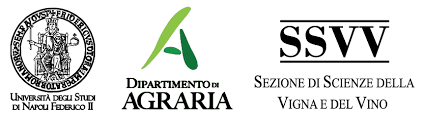 UNIVERSITÀ DEGLI STUDI
DI NAPOLI FEDERICO II
DIPARTIMENTO DI
AGRARIA
SSVV
SEZIONE DI SCIENZE DELLA
VIGNA E DEL VINO